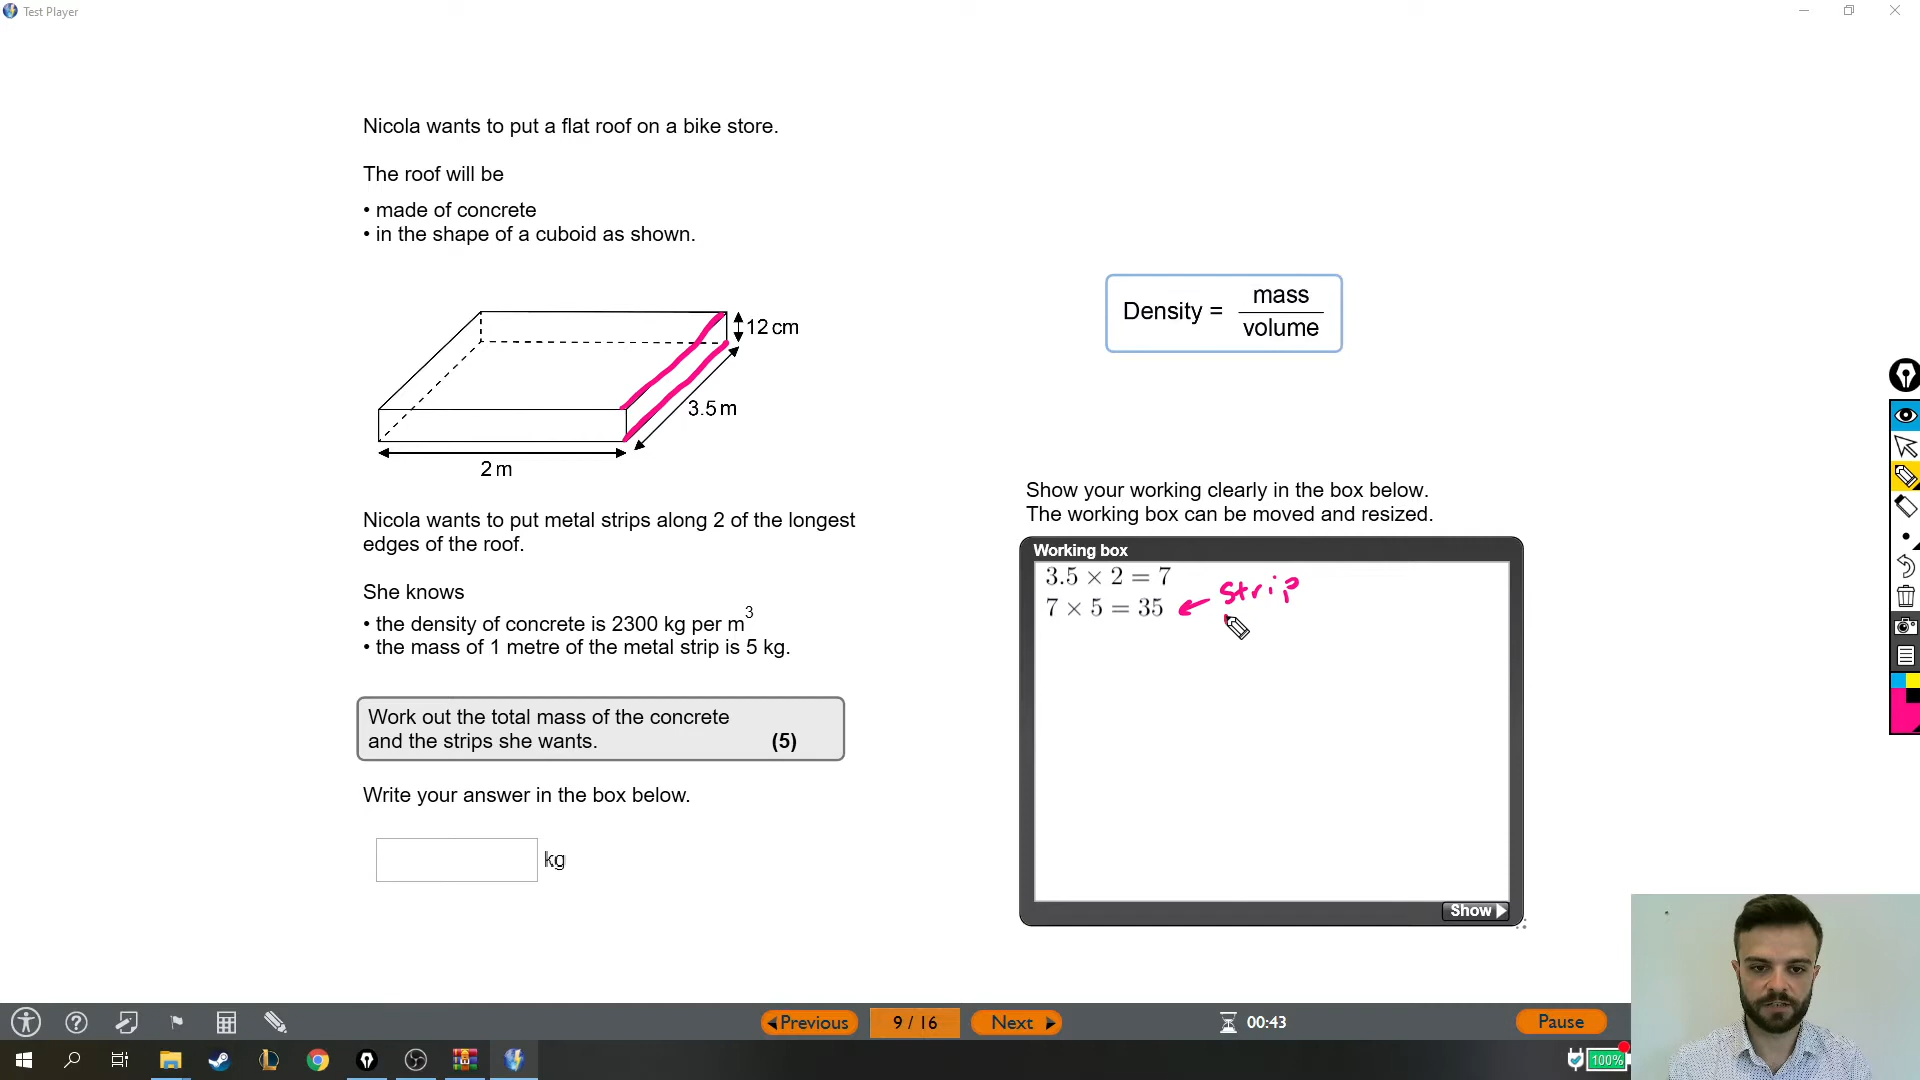 Test Player
Nicola wants to put a flat roof on a bike store.
The roof will be
• made of concrete
• in the shape of a cuboid as shown.
12 cm
3.5 m
2 m
Density = mass / volume
Nicola wants to put metal strips along 2 of the longest
edges of the roof.
She knows
• the density of concrete is 2300 kg per m³
• the mass of 1 metre of the metal strip is 5 kg.
Work out the total mass of the concrete
and the strips she wants. (5)
Write your answer in the box below.
kg
Show your working clearly in the box below.
The working box can be moved and resized.
Working box
3.5 × 2 = 7
7 × 5 = 35
Strip
Show
Previous
9 / 16
Next
00:43
Pause
100%